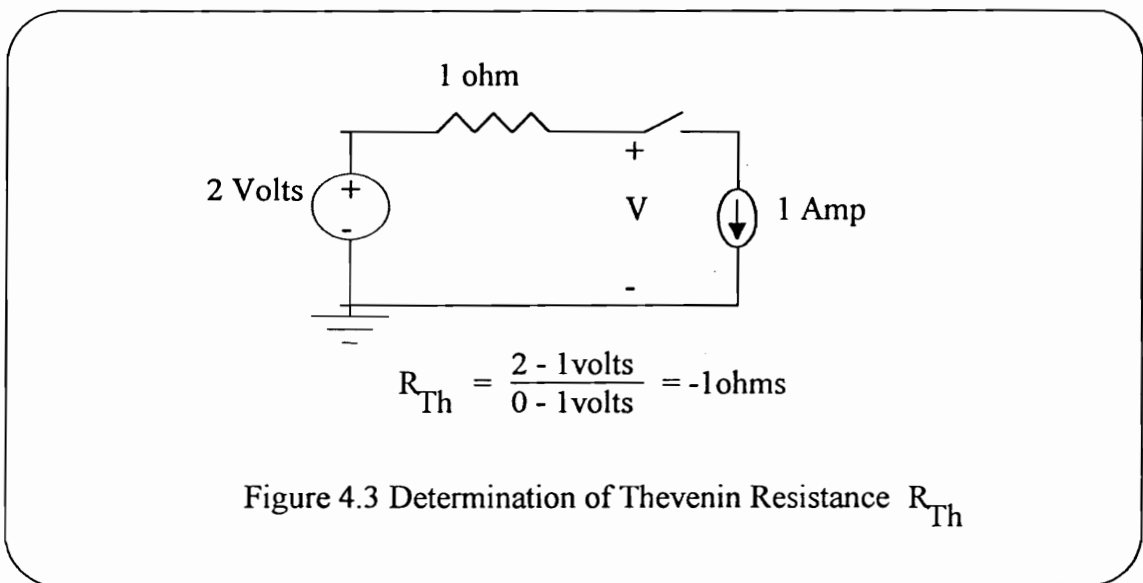 1 ohm
2 Volts
+
-
+
V
-
1 Amp
R_Th = 2 - 1volts / 0 - 1volts = -1ohms
Figure 4.3 Determination of Thevenin Resistance R_Th